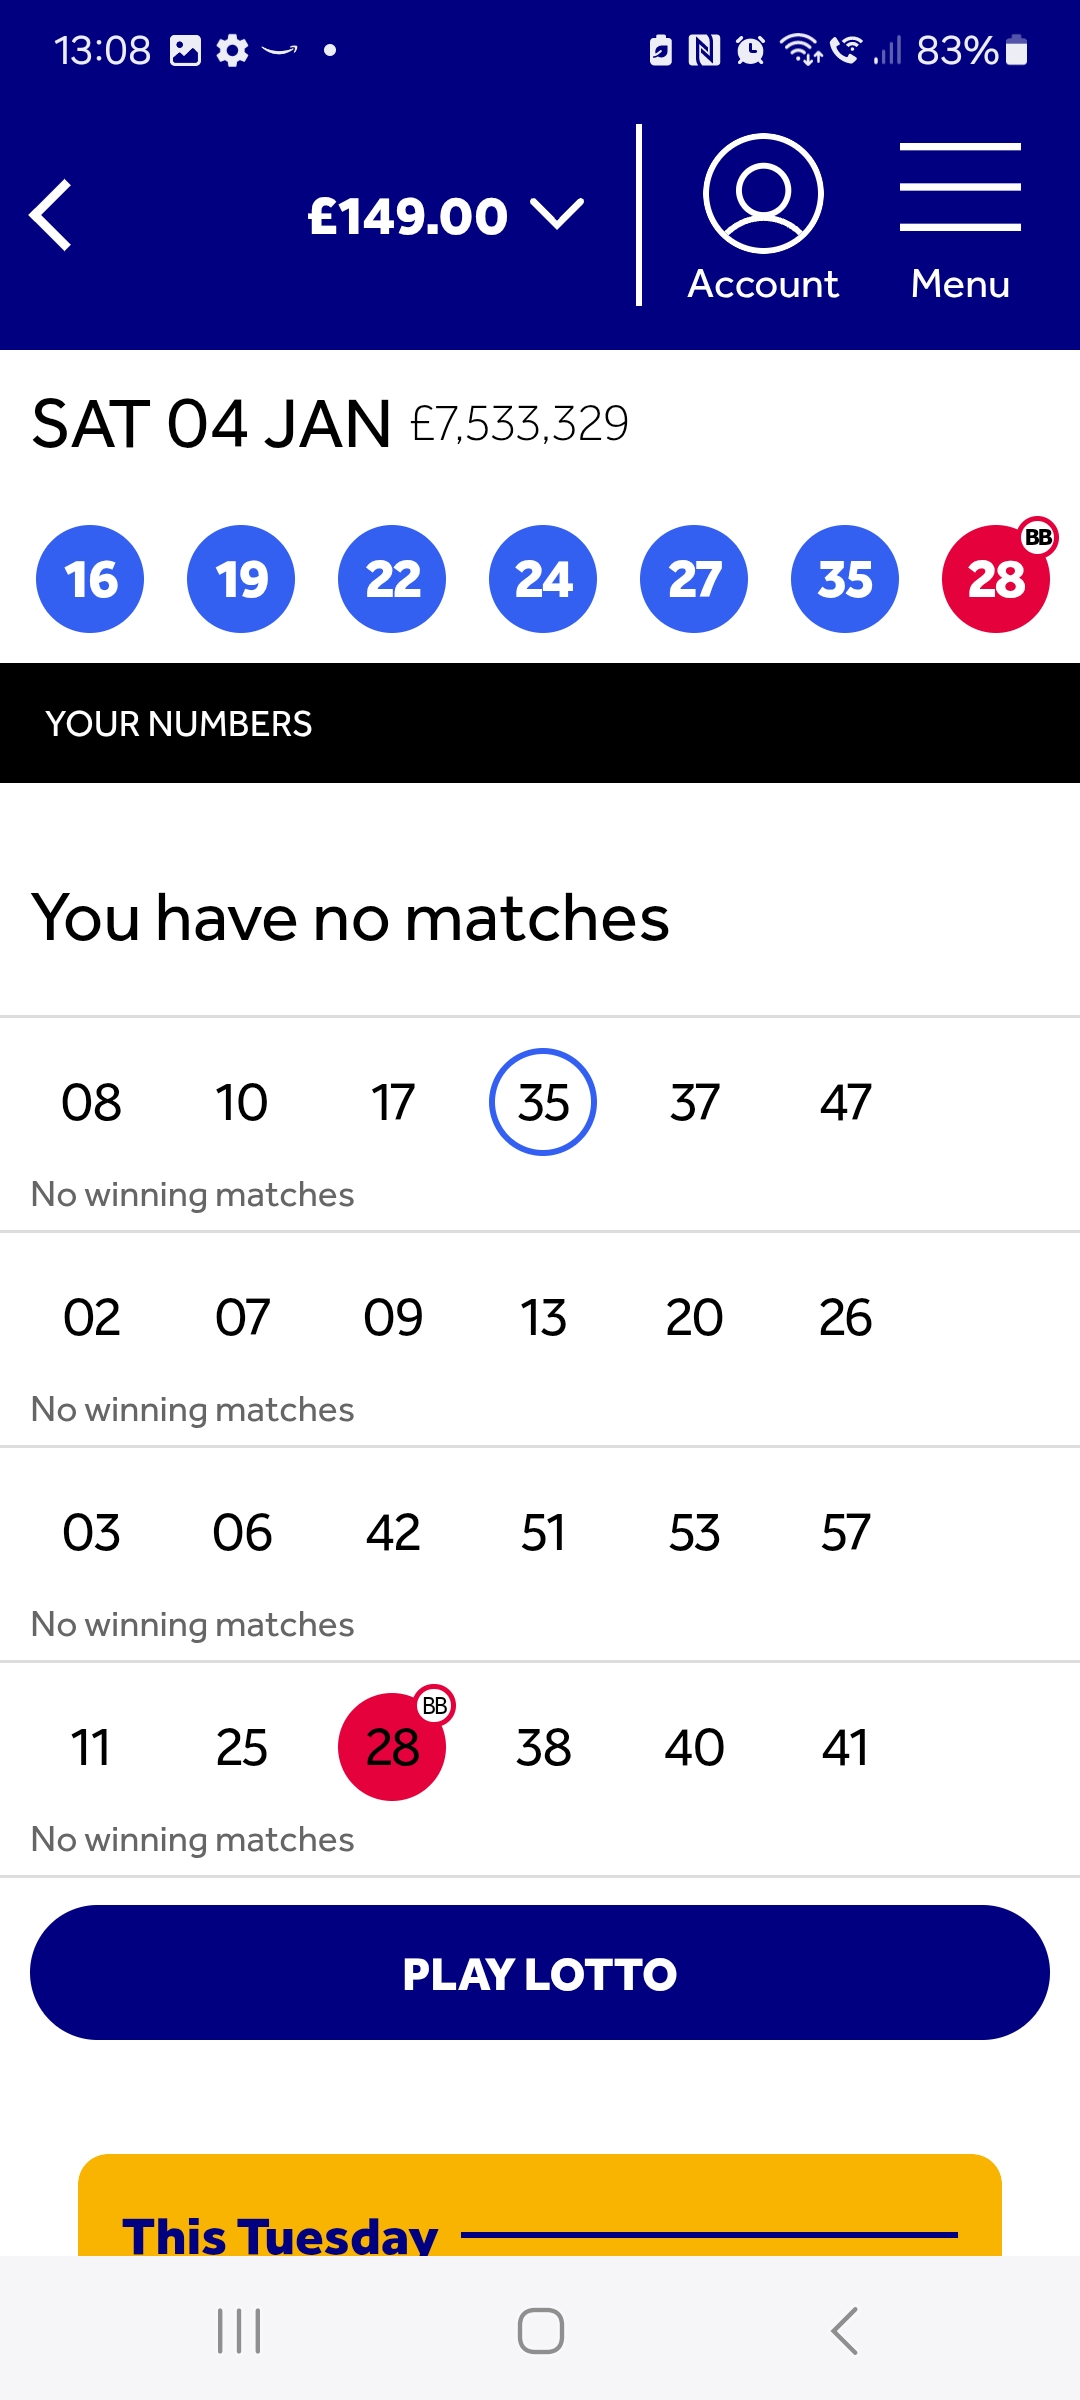 13:08 83%
£149.00
Account Menu
SAT 04 JAN £7,533,329
BB
16 19 22 24 27 35 28
YOUR NUMBERS
You have no matches
08 10 17 35 37 47
No winning matches
02 07 09 13 20 26
No winning matches
03 06 42 51 53 57
No winning matches
BB
11 25 28 38 40 41
No winning matches
PLAY LOTTO
This Tuesday